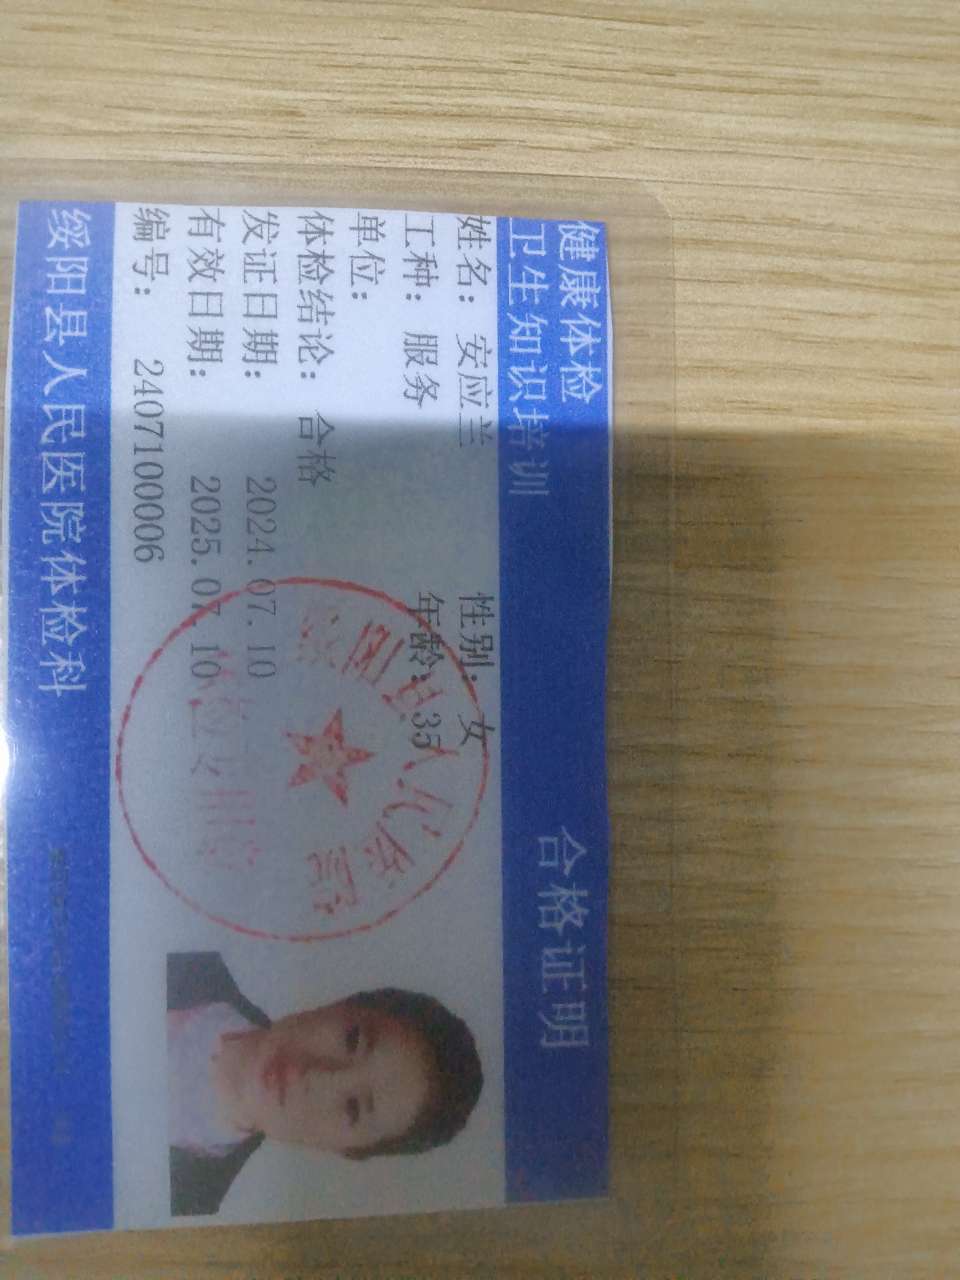 健康体检
卫生知识培训
合格证明
姓名：安应兰 性别：女
工种：服务 年龄：35
单位：
体检结论：合格
发证日期： 2024.07.10
有效日期： 2025.07.10
编号： 240710006
绥阳县人民医院体检科